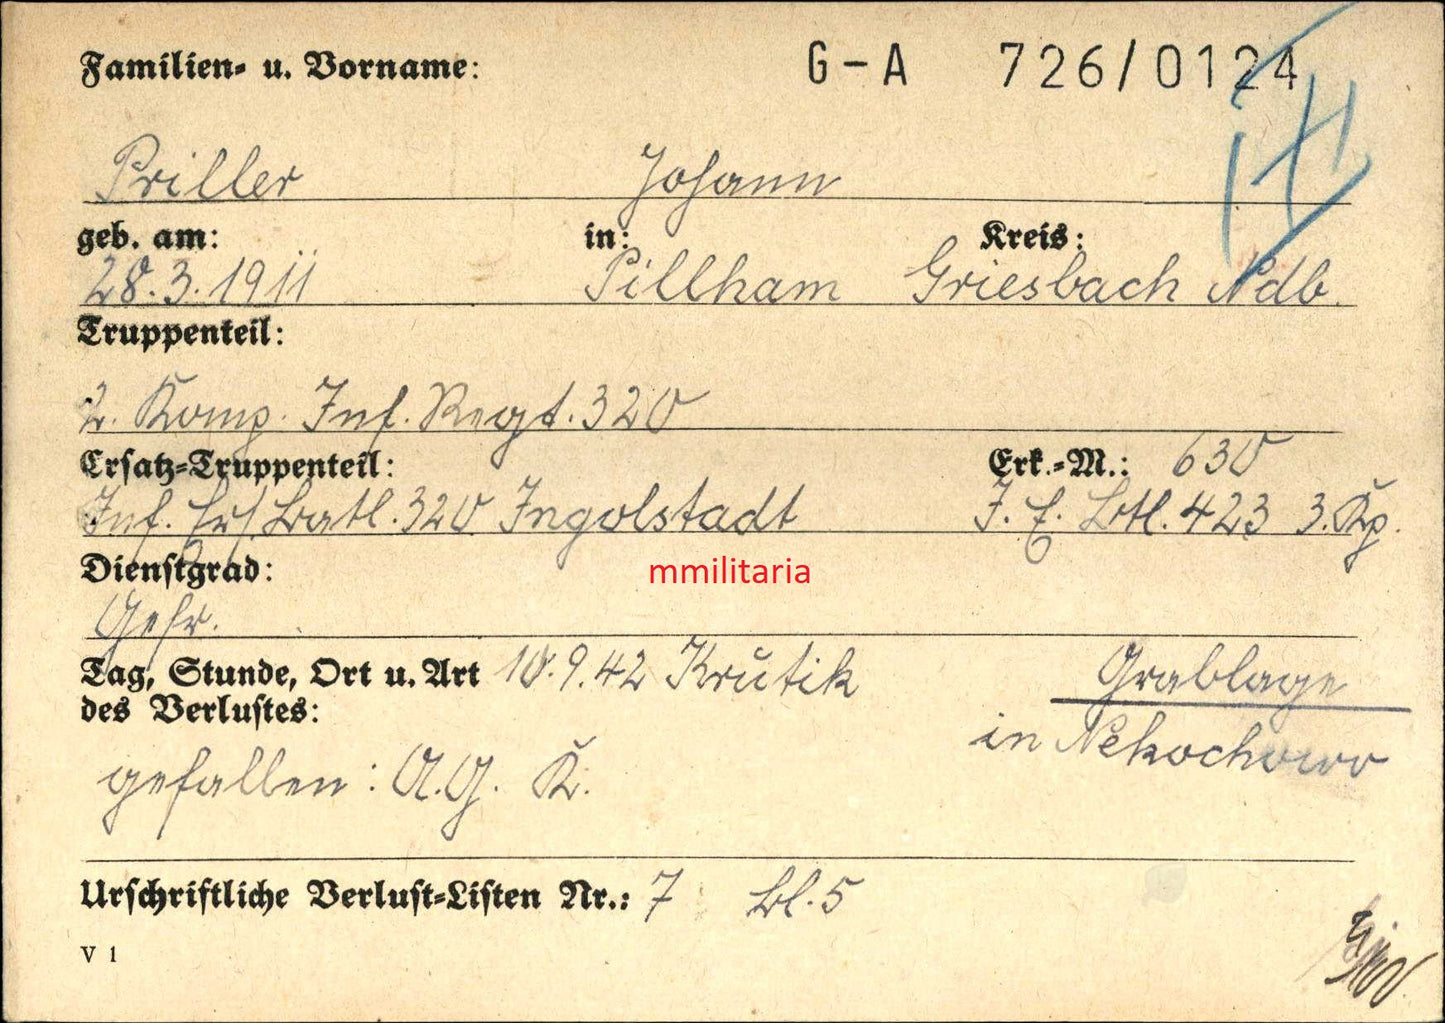 Familien- u. Vorname: G-A 726/0124
Priller Johann
geb. am: in: Kreis:
28.3.1911 Pillham Griesbach Ndb.
Truppenteil:
2. Komp. Inf. Regt. 320
Ersatz-Truppenteil: Erk.-M.: 630
Inf. Ers. Batl. 320 Ingolstadt J. E. Btl. 423 3. Kp.
Dienstgrad:
mmilitaria
Gefr.
Tag, Stunde, Ort u. Art 10.9.42 Krutik Grablage
des Verlustes:
in
gefallen: A.G. K.
Urschriftliche Verlust-Listen Nr.: 7 Bl. 5
V 1